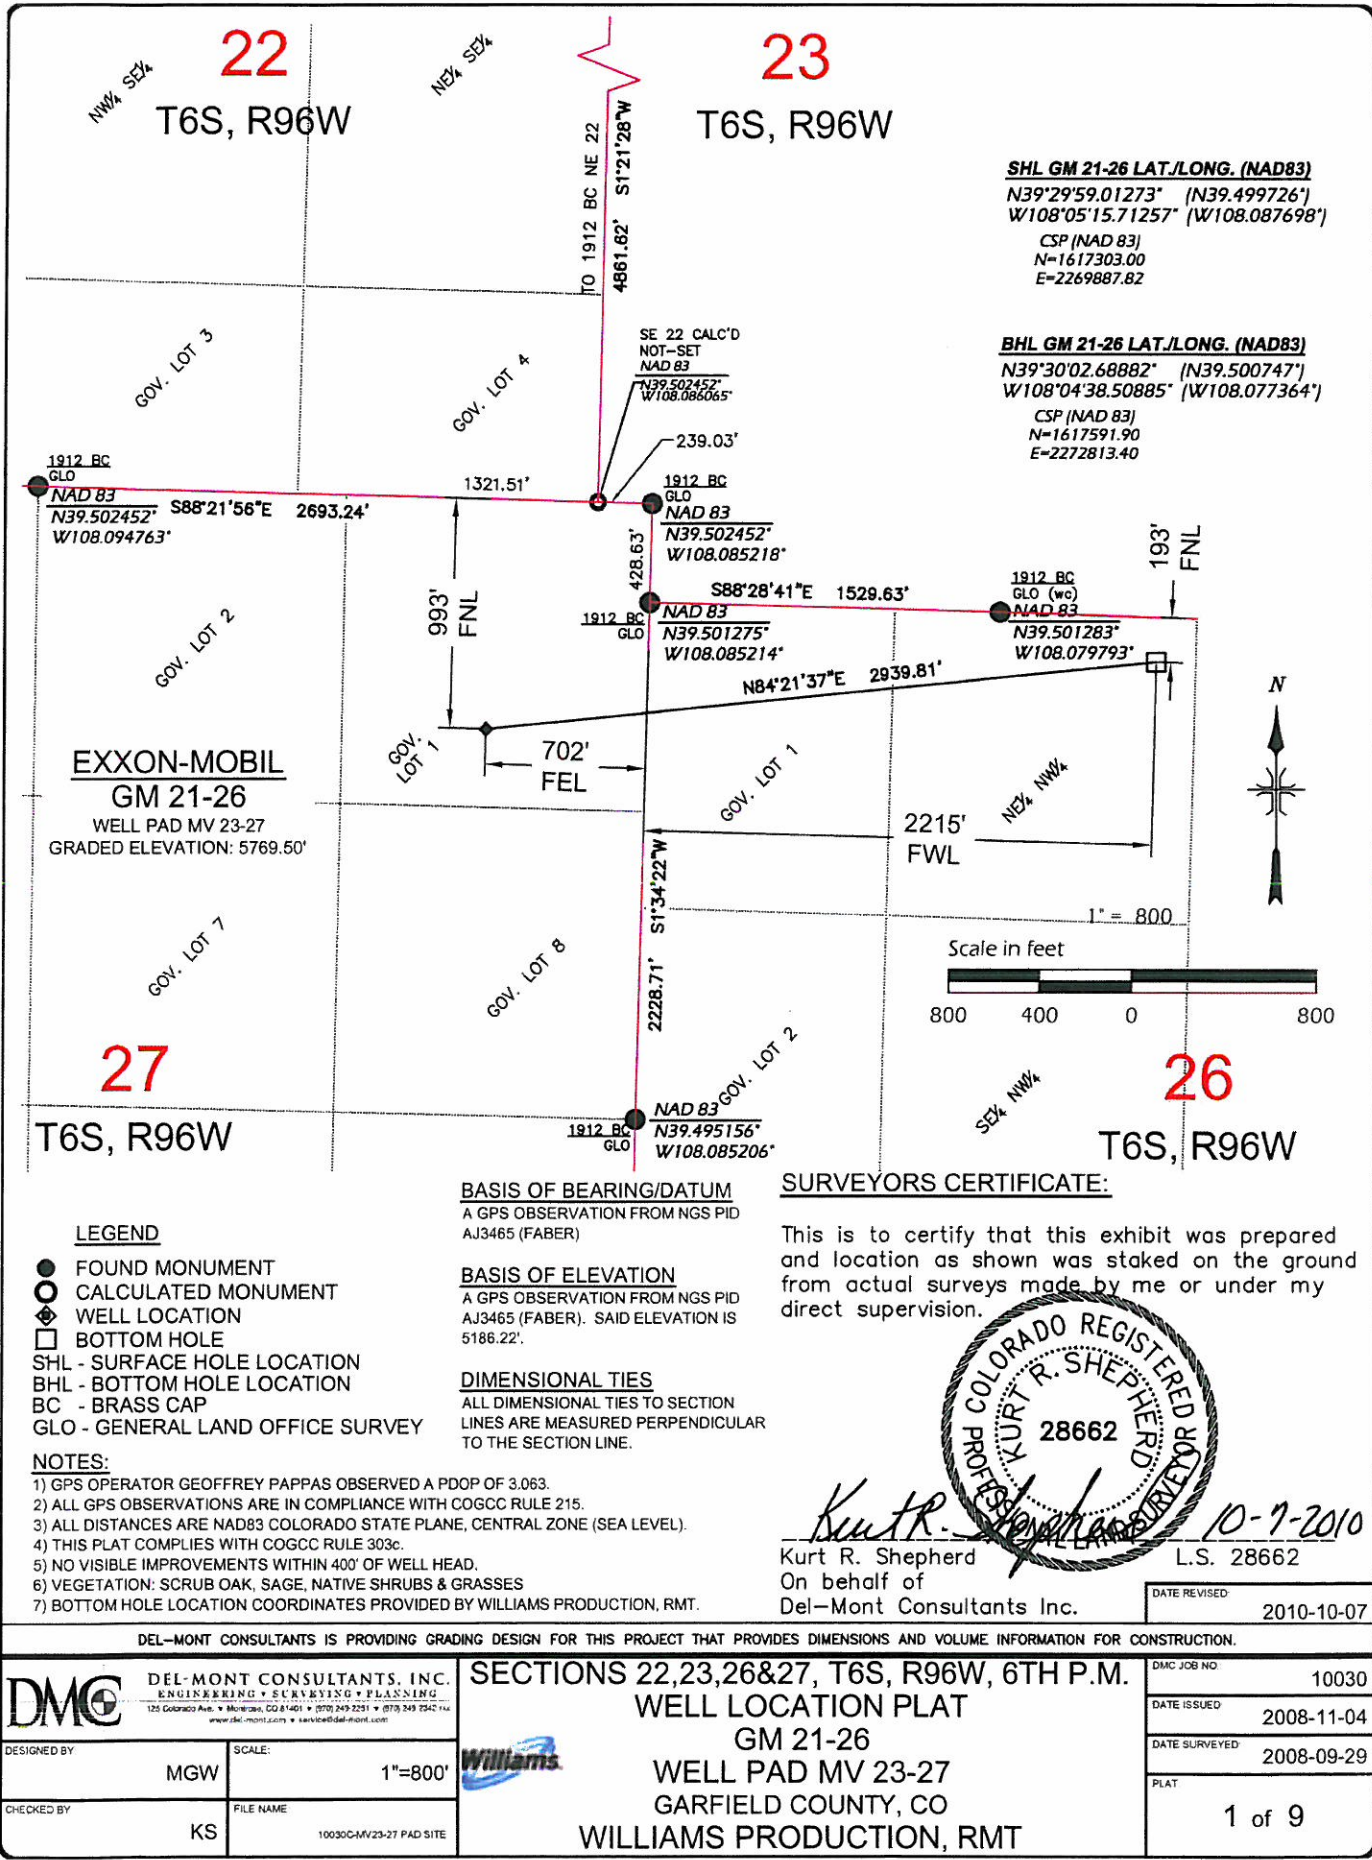 22
T6S, R96W
23
T6S, R96W
NW¼ SE¼
NE¼ SE¼
TO 1912 BC NE 22
4861.62' S1°21'28"W
SHL GM 21-26 LAT./LONG. (NAD83)
N39°29'59.01273" (N39.499726°)
W108°05'15.71257" (W108.087698°)
CSP (NAD 83)
N=1617303.00
E=2269887.82
BHL GM 21-26 LAT./LONG. (NAD83)
N39°30'02.68882" (N39.500747°)
W108°04'38.50885" (W108.077364°)
CSP (NAD 83)
N=1617591.90
E=2272813.40
GOV. LOT 3
GOV. LOT 4
SE 22 CALC'D
NOT-SET
NAD 83
N39.502452°
W108.086065°
239.03'
1912 BC
GLO
NAD 83
N39.502452°
W108.094763°
S88°21'56"E 2693.24'
1321.51'
1912 BC
GLO
NAD 83
N39.502452°
W108.085218°
428.63'
993'
FNL
193'
FNL
S88°28'41"E 1529.63'
1912 BC
GLO
NAD 83
N39.501275°
W108.085214°
1912 BC
GLO (wc)
NAD 83
N39.501283°
W108.079793°
GOV. LOT 2
N84°21'37"E 2939.81'
N
GOV.
LOT 1
702'
FEL
GOV. LOT 1
NE¼ NW¼
EXXON-MOBIL
GM 21-26
WELL PAD MV 23-27
GRADED ELEVATION: 5769.50'
2215'
FWL
S1°34'22"W
2228.71'
1" = 800
Scale in feet
800 400 0 800
GOV. LOT 7
GOV. LOT 8
GOV. LOT 2
SE¼ NW¼
27
T6S, R96W
26
T6S, R96W
1912 BC
GLO
NAD 83
N39.495156°
W108.085206°
LEGEND
FOUND MONUMENT
CALCULATED MONUMENT
WELL LOCATION
BOTTOM HOLE
SHL - SURFACE HOLE LOCATION
BHL - BOTTOM HOLE LOCATION
BC - BRASS CAP
GLO - GENERAL LAND OFFICE SURVEY
BASIS OF BEARING/DATUM
A GPS OBSERVATION FROM NGS PID
AJ3465 (FABER)
BASIS OF ELEVATION
A GPS OBSERVATION FROM NGS PID
AJ3465 (FABER). SAID ELEVATION IS
5186.22'.
DIMENSIONAL TIES
ALL DIMENSIONAL TIES TO SECTION
LINES ARE MEASURED PERPENDICULAR
TO THE SECTION LINE.
SURVEYORS CERTIFICATE:
This is to certify that this exhibit was prepared
and location as shown was staked on the ground
from actual surveys made by me or under my
direct supervision.
COLORADO REGISTERED
KURT R. SHEPHERD
28662
PROFESSIONAL LAND SURVEYOR
Kurt R. Shepherd 10-7-2010
Kurt R. Shepherd L.S. 28662
On behalf of
Del-Mont Consultants Inc.
NOTES:
1) GPS OPERATOR GEOFFREY PAPPAS OBSERVED A PDOP OF 3.063.
2) ALL GPS OBSERVATIONS ARE IN COMPLIANCE WITH COGCC RULE 215.
3) ALL DISTANCES ARE NAD83 COLORADO STATE PLANE, CENTRAL ZONE (SEA LEVEL).
4) THIS PLAT COMPLIES WITH COGCC RULE 303c.
5) NO VISIBLE IMPROVEMENTS WITHIN 400' OF WELL HEAD.
6) VEGETATION: SCRUB OAK, SAGE, NATIVE SHRUBS & GRASSES
7) BOTTOM HOLE LOCATION COORDINATES PROVIDED BY WILLIAMS PRODUCTION, RMT.
DATE REVISED:
2010-10-07
DEL-MONT CONSULTANTS IS PROVIDING GRADING DESIGN FOR THIS PROJECT THAT PROVIDES DIMENSIONS AND VOLUME INFORMATION FOR CONSTRUCTION.
DMC
DEL-MONT CONSULTANTS, INC.
ENGINEERING ▾ SURVEYING ▾ PLANNING
125 Colorado Ave. ▾ Montrose, CO 81401 ▾ (970) 249-2251 ▾ (970) 249-2342 FAX
www.del-mont.com ▾ service@del-mont.com
DESIGNED BY
MGW
SCALE:
1"=800'
CHECKED BY
KS
FILE NAME
10030C-MV23-27 PAD SITE
Williams
SECTIONS 22,23,26&27, T6S, R96W, 6TH P.M.
WELL LOCATION PLAT
GM 21-26
WELL PAD MV 23-27
GARFIELD COUNTY, CO
WILLIAMS PRODUCTION, RMT
DMC JOB NO.
10030
DATE ISSUED
2008-11-04
DATE SURVEYED:
2008-09-29
PLAT
1 of 9